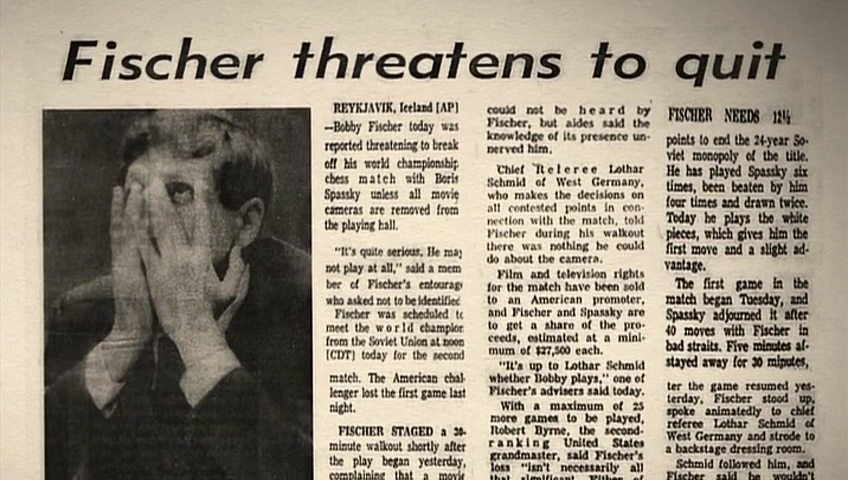 Fischer threatens to quit
REYKJAVIK, Iceland [AP]
—Bobby Fischer today was
reported threatening to break
off his world championship
chess match with Boris
Spassky unless all movie
cameras are removed from
the playing hall.
"It's quite serious. He may
not play at all," said a mem
ber of Fischer's entourage
who asked not to be identified
Fischer was scheduled to
meet the world champion
from the Soviet Union at noon
[CDT] today for the second
match. The American chal-
lenger lost the first game last
night.
FISCHER STAGED a 30-
minute walkout shortly after
the play began yesterday,
complaining that a movie
could not be heard by
Fischer, but aides said the
knowledge of its presence un-
nerved him.
Chief Referee Lothar
Schmid of West Germany,
who makes the decisions on
all contested points in con-
nection with the match, told
Fischer during his walkout
there was nothing he could
do about the camera.
Film and television rights
for the match have been sold
to an American promoter,
and Fischer and Spassky are
to get a share of the pro-
ceeds, estimated at a mini-
mum of $27,500 each.
"It's up to Lothar Schmid
whether Bobby plays," one of
Fischer's advisers said today.
With a maximum of 25
more games to be played,
Robert Byrne, the second-
ranking United States
grandmaster, said Fischer's
loss "isn't necessarily all
that significant. Either of
FISCHER NEEDS 12½
points to end the 24-year So-
viet monopoly of the title.
He has played Spassky six
times, been beaten by him
four times and drawn twice.
Today he plays the white
pieces, which gives him the
first move and a slight ad-
vantage.
The first game in the
match began Tuesday, and
Spassky adjourned it after
40 moves with Fischer in
bad straits. Five minutes af-
stayed away for 30 minutes,
ter the game resumed yes-
terday, Fischer stood up,
spoke animatedly to chief
referee Lothar Schmid of
West Germany and strode to
a backstage dressing room.
Schmid followed him, and
Fischer said he wouldn't